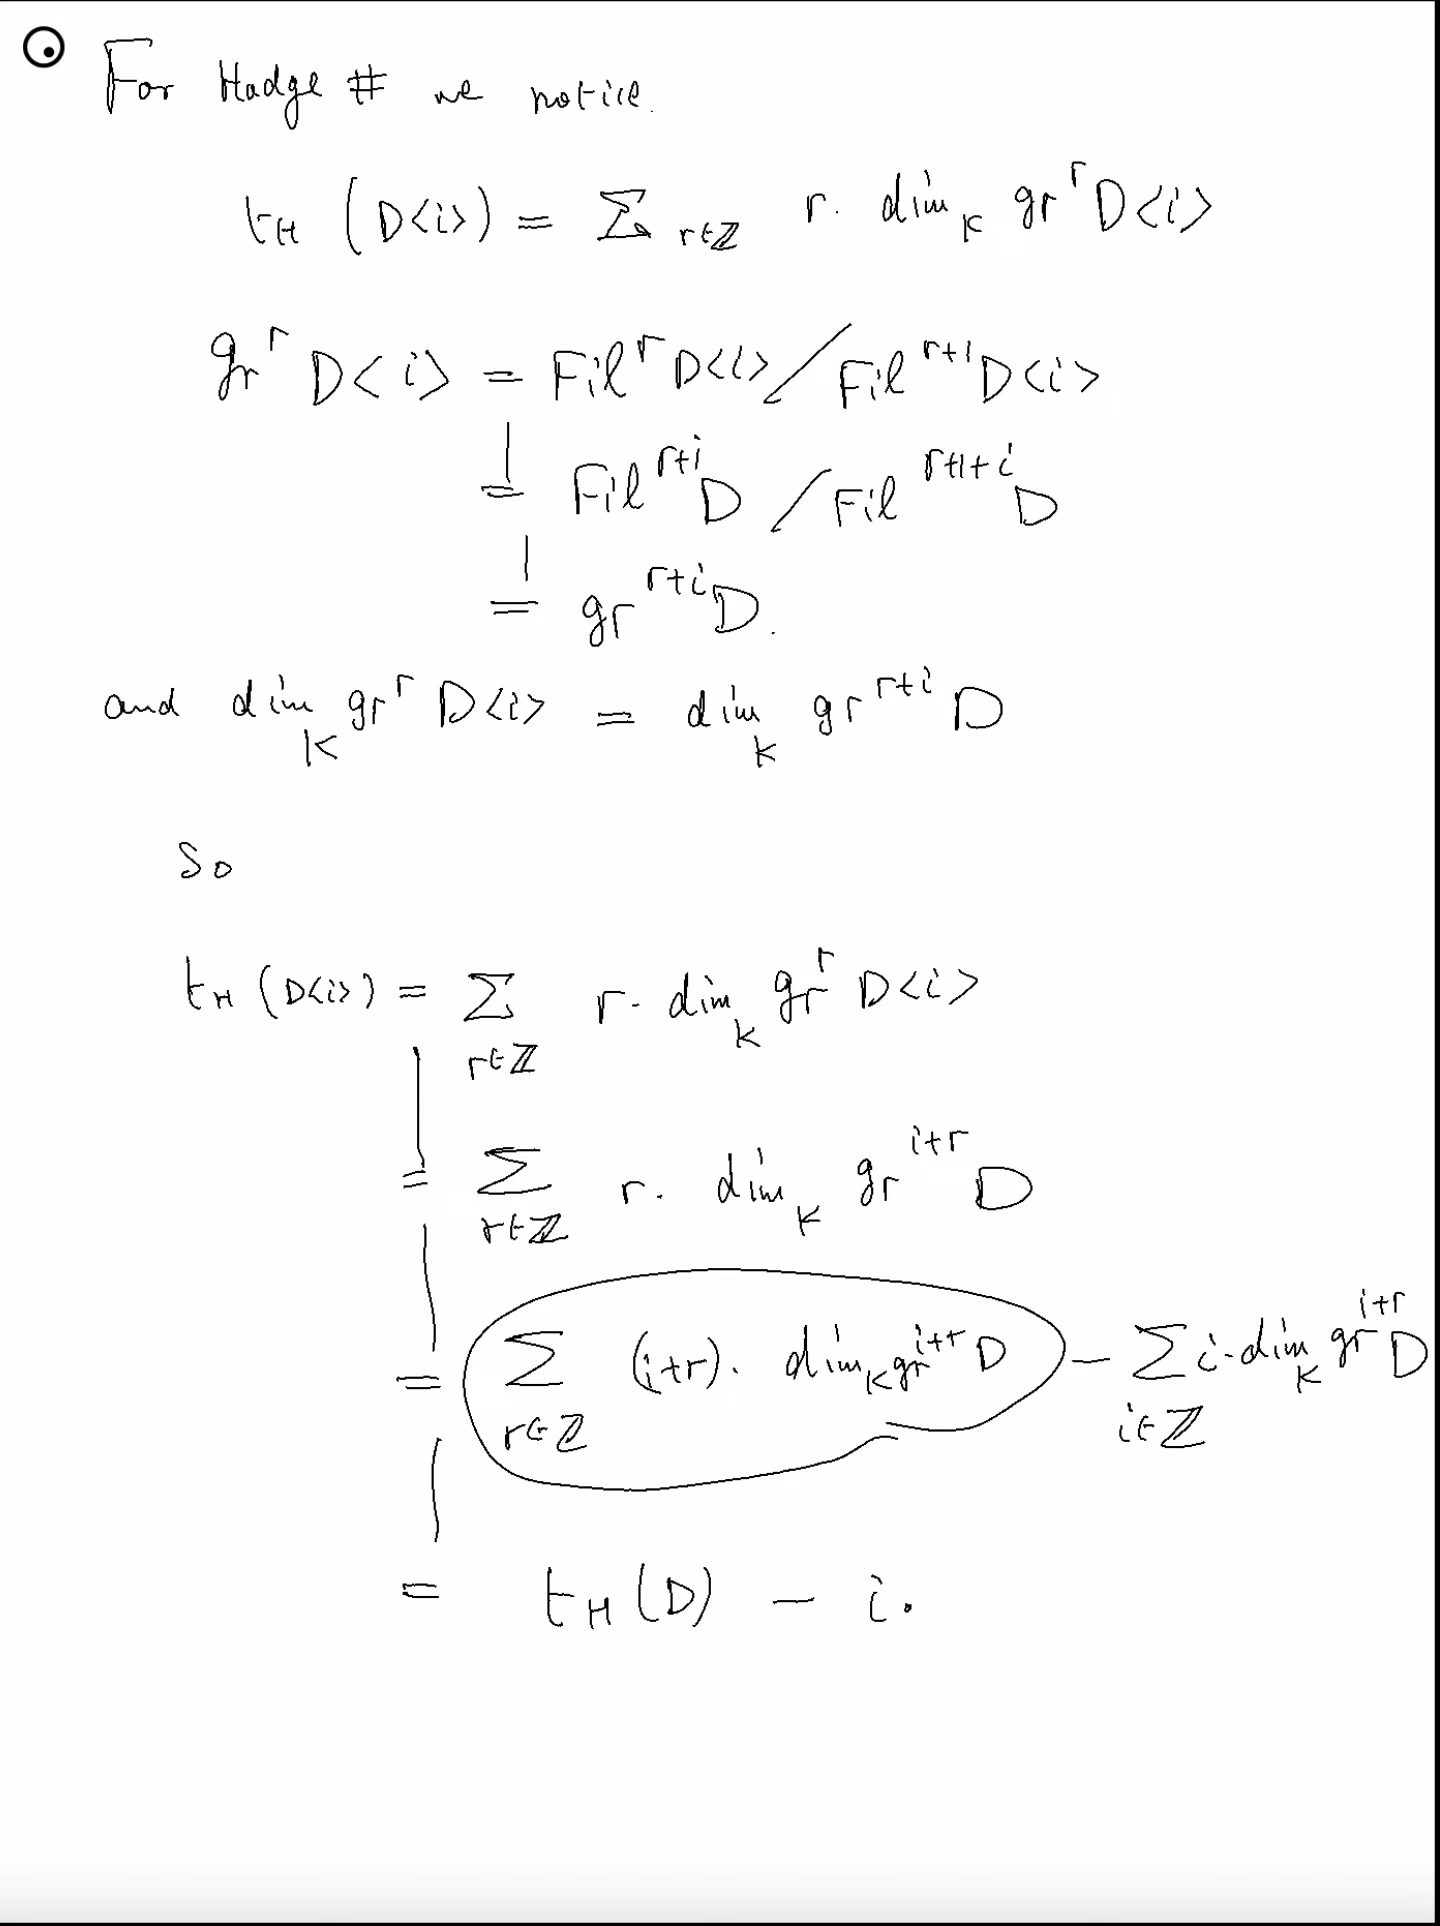 For Hodge # we notice.
t_H (D<i>) = Σ_{r∈ℤ} r. dim_K gr^r D<i>
gr^r D<i> = Fil^r D<i> / Fil^{r+1} D<i>
= Fil^{r+i} D / Fil^{r+1+i} D
= gr^{r+i} D.
and dim_K gr^r D<i> = dim_K gr^{r+i} D
So
t_H (D<i>) = Σ_{r∈ℤ} r. dim_K gr^r D<i>
= Σ_{r∈ℤ} r. dim_K gr^{i+r} D
= Σ_{r∈ℤ} (i+r). dim_K gr^{i+r} D – Σ_{i∈ℤ} i. dim_K gr^{i+r} D
= t_H (D) – i.